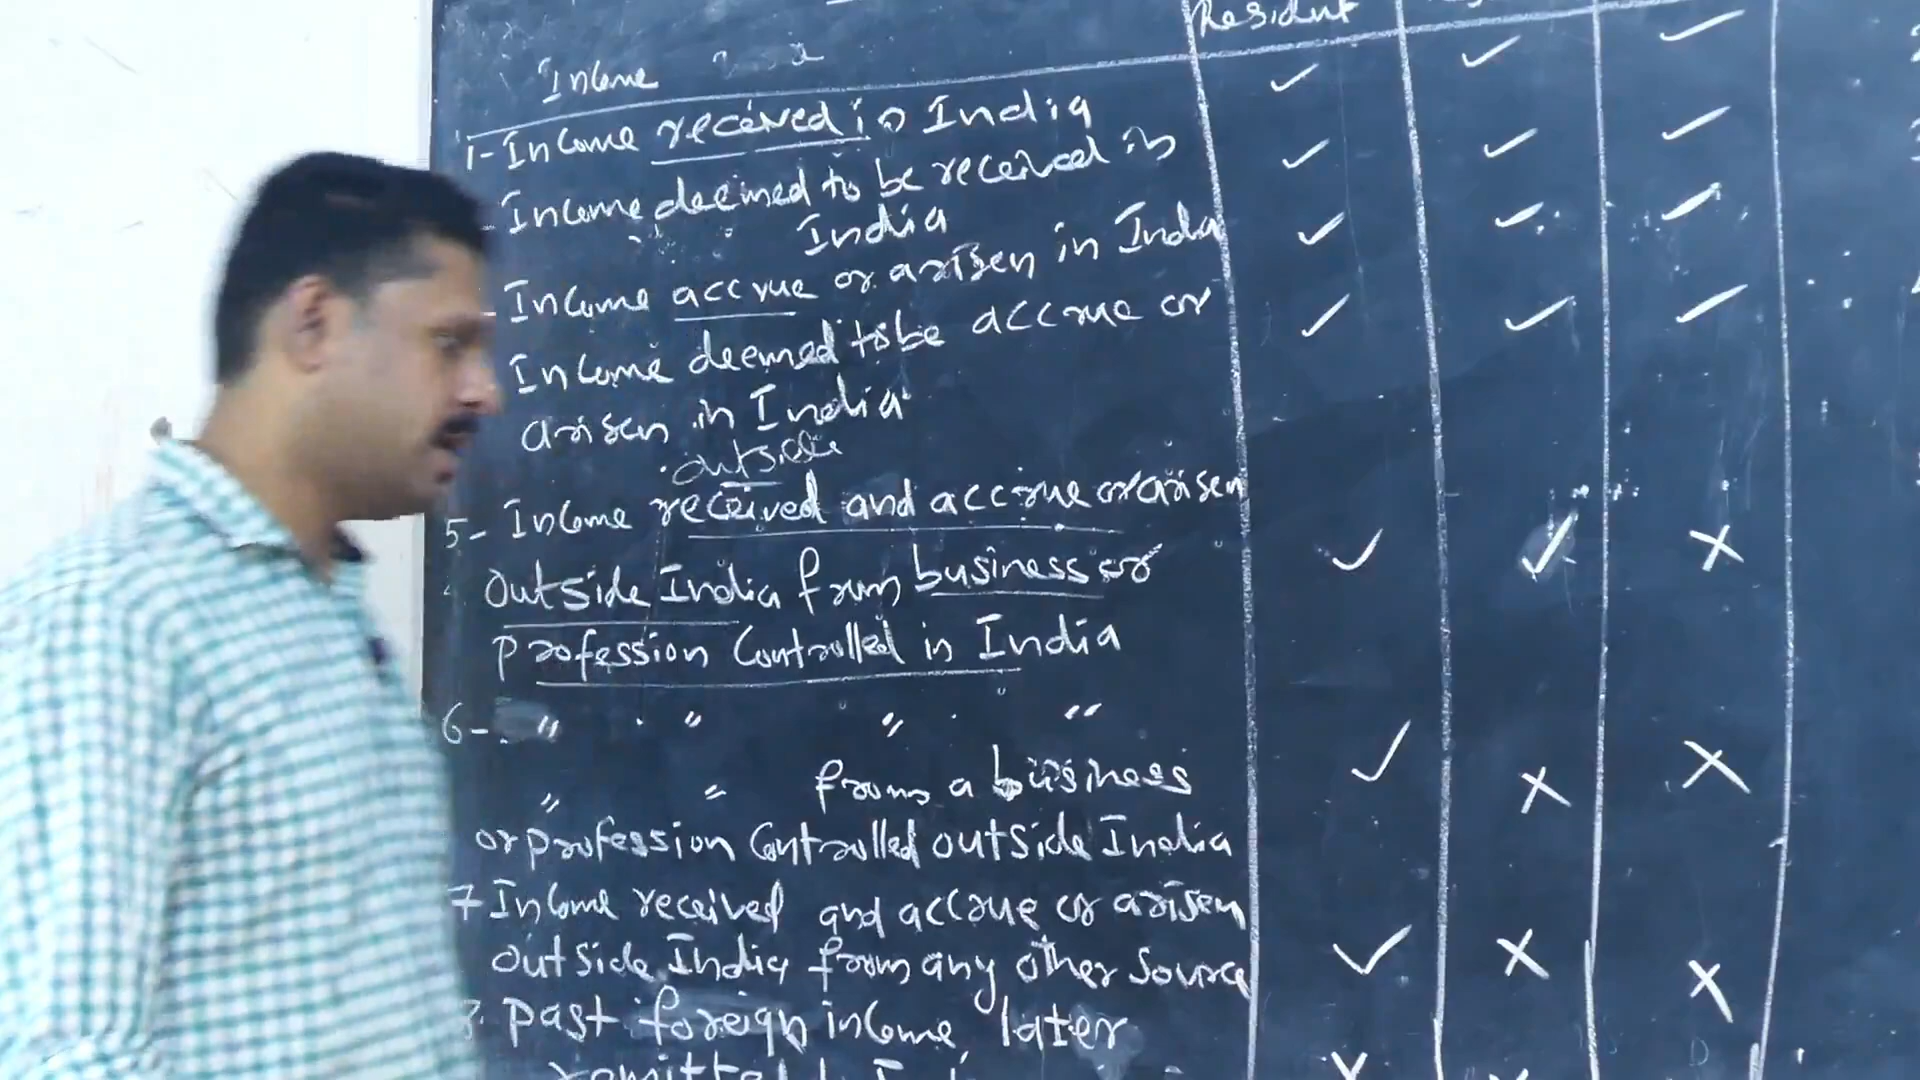 Resident
Income
1- Income received in India ✓ ✓ ✓
- Income deemed to be received in ✓ ✓ ✓
India
- Income accrue or arisen in India ✓ ✓ ✓
Income deemed to be accrue or ✓ ✓ ✓
arisen in India
outside
5- Income received and accrue or arisen
outside India from business or ✓ ✓ ✗
profession Controlled in India
6- " " " "
" " from a business ✓ ✗ ✗
or profession Controlled outside India
7 Income received and accrue or arisen
outside India from any other source ✓ ✗ ✗
8. past foreign income later
remitted